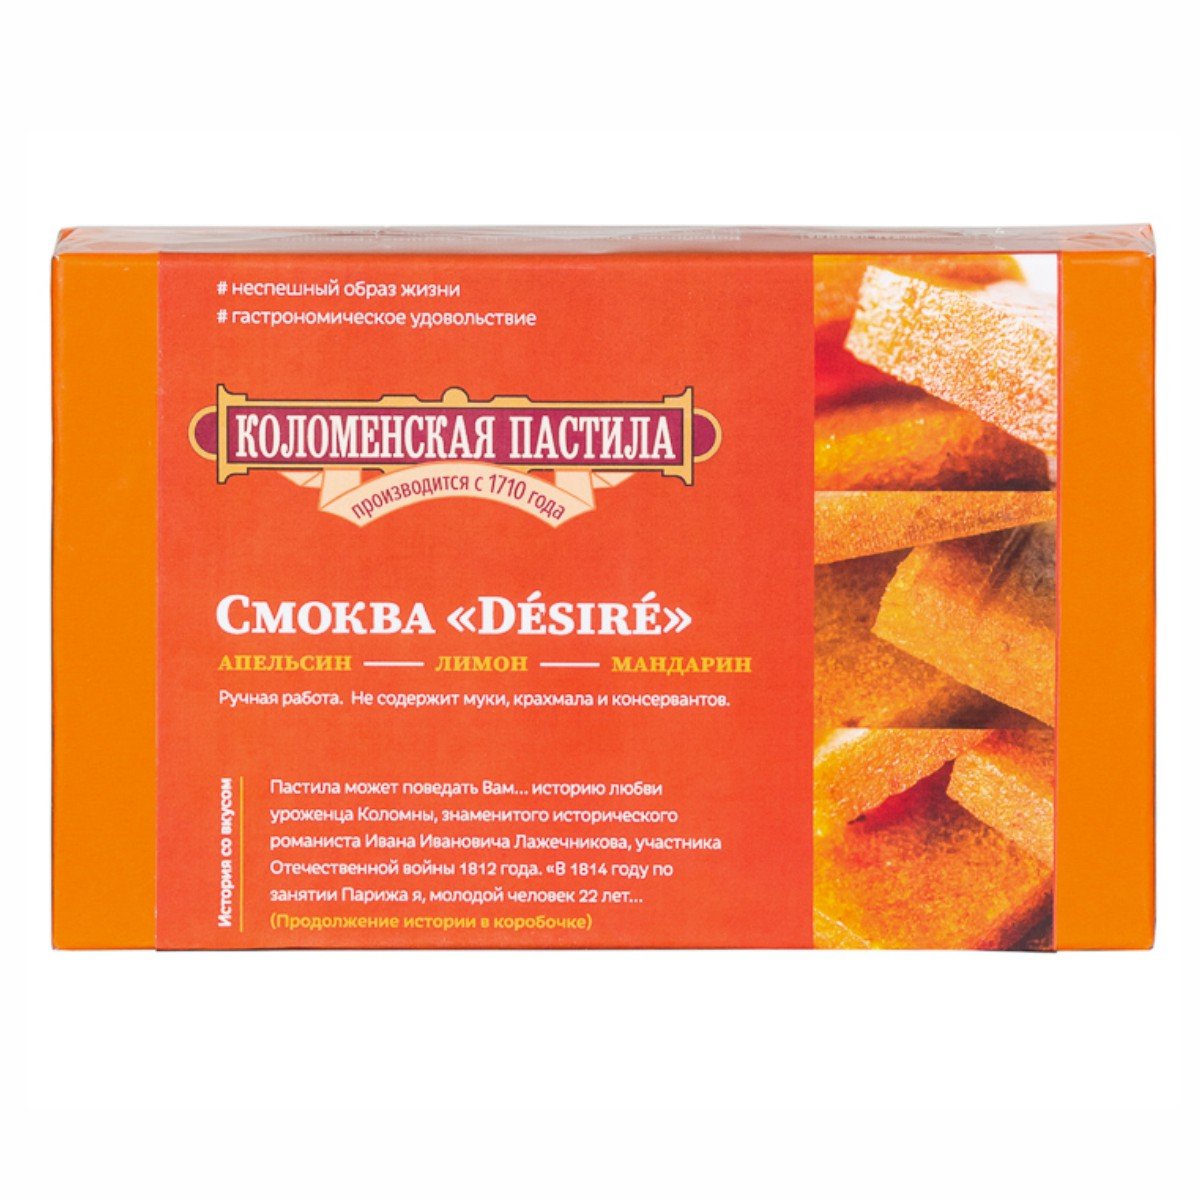 # неспешный образ жизни
# гастрономическое удовольствие
КОЛОМЕНСКАЯ ПАСТИЛА
производится с 1710 года
Смоква «Désiré»
АПЕЛЬСИН — ЛИМОН — МАНДАРИН
Ручная работа. Не содержит муки, крахмала и консервантов.
История со вкусом
Пастила может поведать Вам... историю любви
уроженца Коломны, знаменитого исторического
романиста Ивана Ивановича Лажечникова, участника
Отечественной войны 1812 года. «В 1814 году по
занятии Парижа я, молодой человек 22 лет...
(Продолжение истории в коробочке)